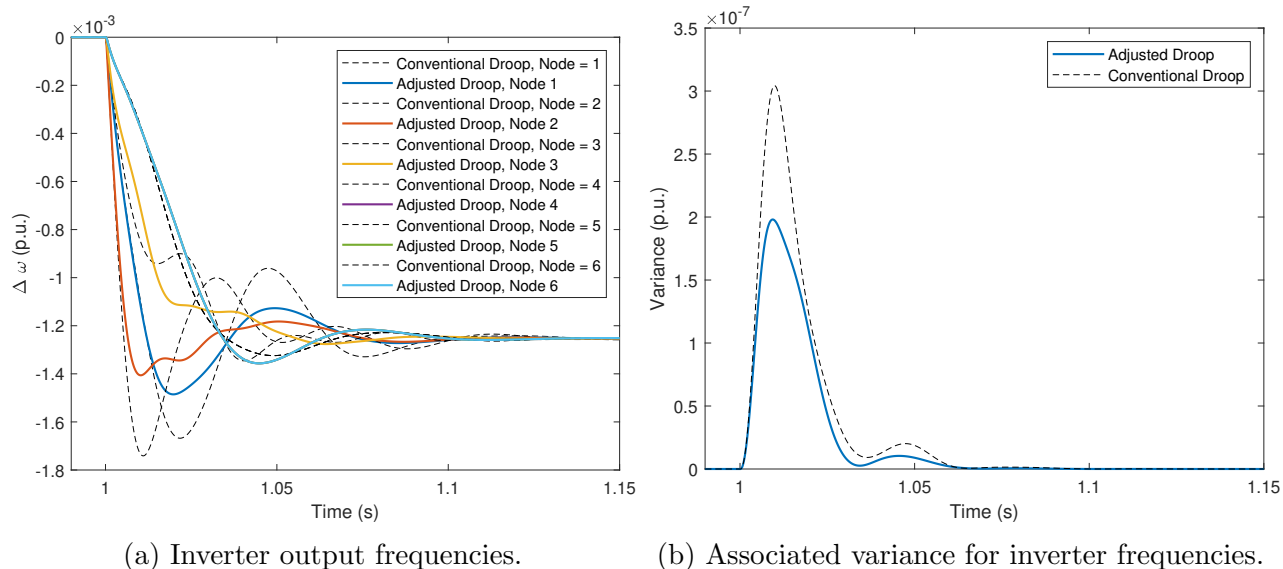 ×10⁻³
0
-0.2
-0.4
-0.6
-0.8
-1
-1.2
-1.4
-1.6
-1.8
Δ ω (p.u.)
1
1.05
1.1
1.15
Time (s)
Conventional Droop, Node = 1
Adjusted Droop, Node 1
Conventional Droop, Node = 2
Adjusted Droop, Node 2
Conventional Droop, Node = 3
Adjusted Droop, Node 3
Conventional Droop, Node = 4
Adjusted Droop, Node 4
Conventional Droop, Node = 5
Adjusted Droop, Node 5
Conventional Droop, Node = 6
Adjusted Droop, Node 6
(a) Inverter output frequencies.
×10⁻⁷
3.5
3
2.5
2
1.5
1
0.5
0
Variance (p.u.)
1
1.05
1.1
1.15
Time (s)
Adjusted Droop
Conventional Droop
(b) Associated variance for inverter frequencies.